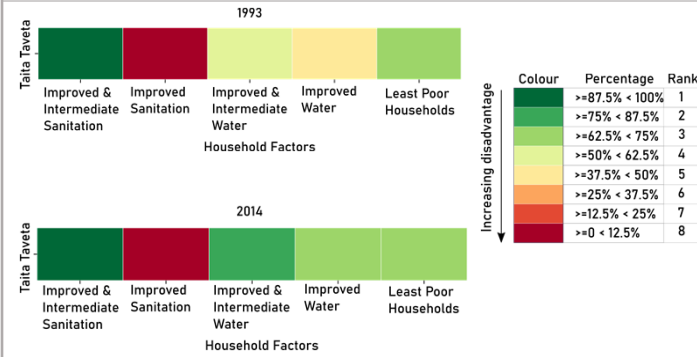 1993
Taita Taveta
Improved &
Intermediate
Sanitation
Improved
Sanitation
Improved &
Intermediate
Water
Improved
Water
Least Poor
Households
Household Factors
2014
Taita Taveta
Improved &
Intermediate
Sanitation
Improved
Sanitation
Improved &
Intermediate
Water
Improved
Water
Least Poor
Households
Household Factors
Increasing disadvantage
Colour Percentage Rank
>=87.5% < 100% 1
>=75% < 87.5% 2
>=62.5% < 75% 3
>=50% < 62.5% 4
>=37.5% < 50% 5
>=25% < 37.5% 6
>=12.5% < 25% 7
>=0 < 12.5% 8